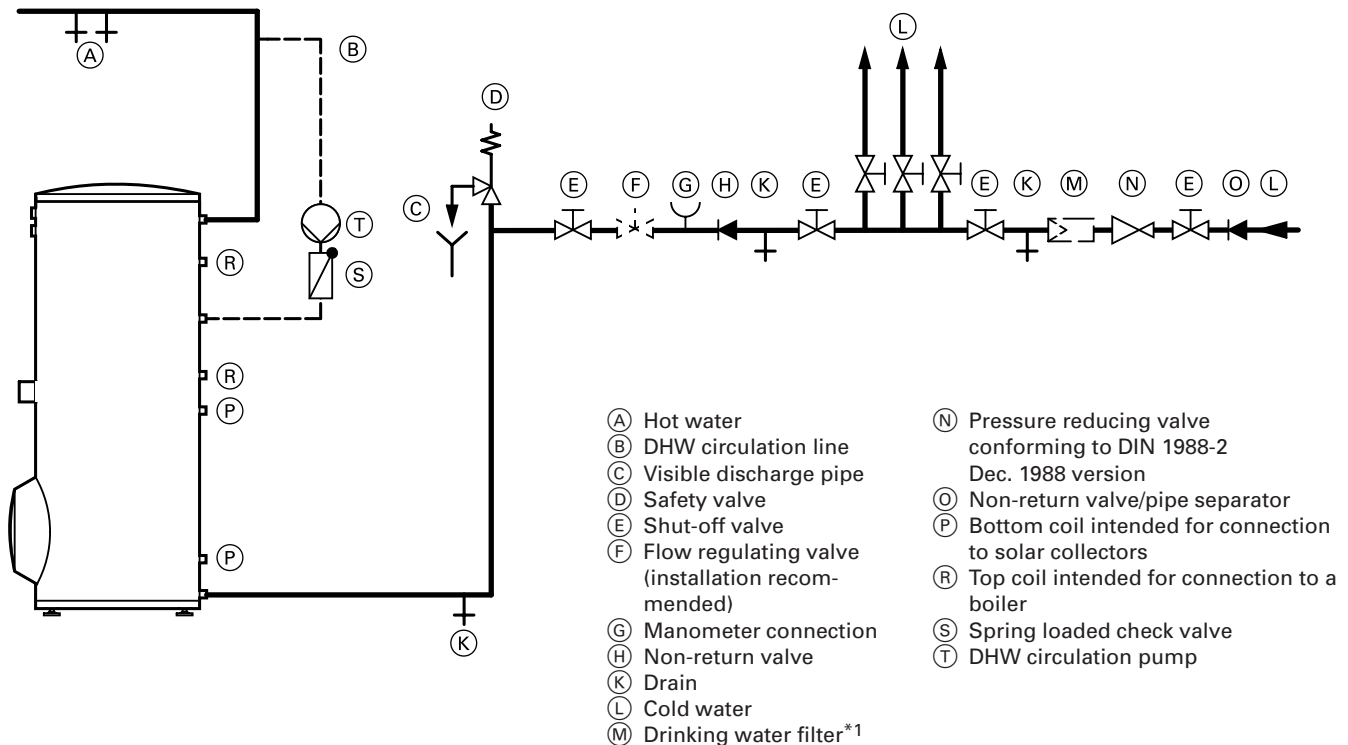 Ⓐ
Ⓑ
Ⓛ
Ⓓ
Ⓒ
Ⓔ Ⓕ Ⓖ Ⓗ Ⓚ Ⓔ Ⓔ Ⓚ Ⓜ Ⓝ Ⓔ Ⓞ Ⓛ
Ⓣ
Ⓡ
Ⓢ
Ⓡ
Ⓟ
Ⓟ
Ⓚ
Ⓐ Hot water
Ⓑ DHW circulation line
Ⓒ Visible discharge pipe
Ⓓ Safety valve
Ⓔ Shut-off valve
Ⓕ Flow regulating valve
(installation recom-
mended)
Ⓖ Manometer connection
Ⓗ Non-return valve
Ⓚ Drain
Ⓛ Cold water
Ⓜ Drinking water filter*1
Ⓝ Pressure reducing valve
conforming to DIN 1988-2
Dec. 1988 version
Ⓞ Non-return valve/pipe separator
Ⓟ Bottom coil intended for connection
to solar collectors
Ⓡ Top coil intended for connection to a
boiler
Ⓢ Spring loaded check valve
Ⓣ DHW circulation pump